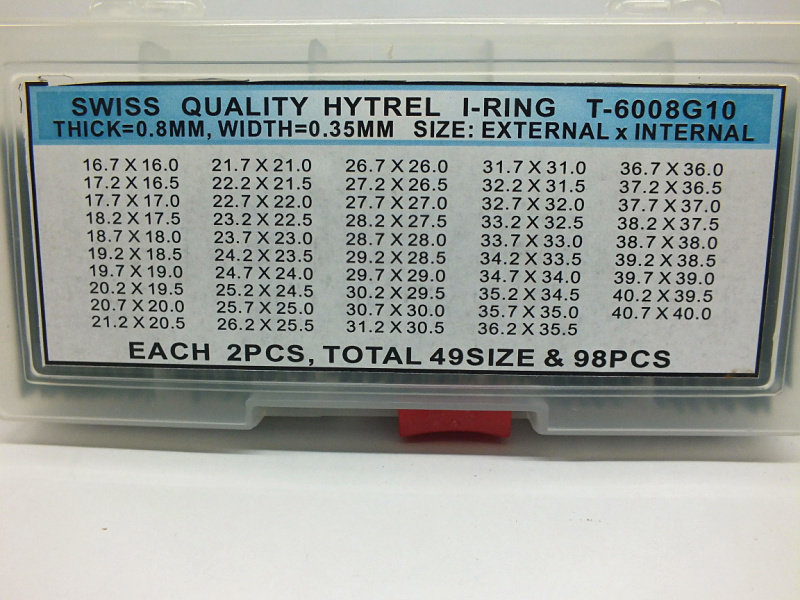 SWISS QUALITY HYTREL I-RING T-6008G10
THICK=0.8MM, WIDTH=0.35MM SIZE: EXTERNAL x INTERNAL
16.7 X 16.0 21.7 X 21.0 26.7 X 26.0 31.7 X 31.0 36.7 X 36.0
17.2 X 16.5 22.2 X 21.5 27.2 X 26.5 32.2 X 31.5 37.2 X 36.5
17.7 X 17.0 22.7 X 22.0 27.7 X 27.0 32.7 X 32.0 37.7 X 37.0
18.2 X 17.5 23.2 X 22.5 28.2 X 27.5 33.2 X 32.5 38.2 X 37.5
18.7 X 18.0 23.7 X 23.0 28.7 X 28.0 33.7 X 33.0 38.7 X 38.0
19.2 X 18.5 24.2 X 23.5 29.2 X 28.5 34.2 X 33.5 39.2 X 38.5
19.7 X 19.0 24.7 X 24.0 29.7 X 29.0 34.7 X 34.0 39.7 X 39.0
20.2 X 19.5 25.2 X 24.5 30.2 X 29.5 35.2 X 34.5 40.2 X 39.5
20.7 X 20.0 25.7 X 25.0 30.7 X 30.0 35.7 X 35.0 40.7 X 40.0
21.2 X 20.5 26.2 X 25.5 31.2 X 30.5 36.2 X 35.5
EACH 2PCS, TOTAL 49SIZE & 98PCS